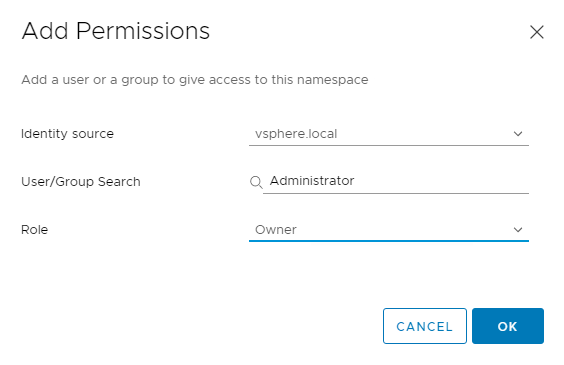 Add Permissions
Add a user or a group to give access to this namespace
Identity source
vsphere.local
User/Group Search
Administrator
Role
Owner
CANCEL
OK